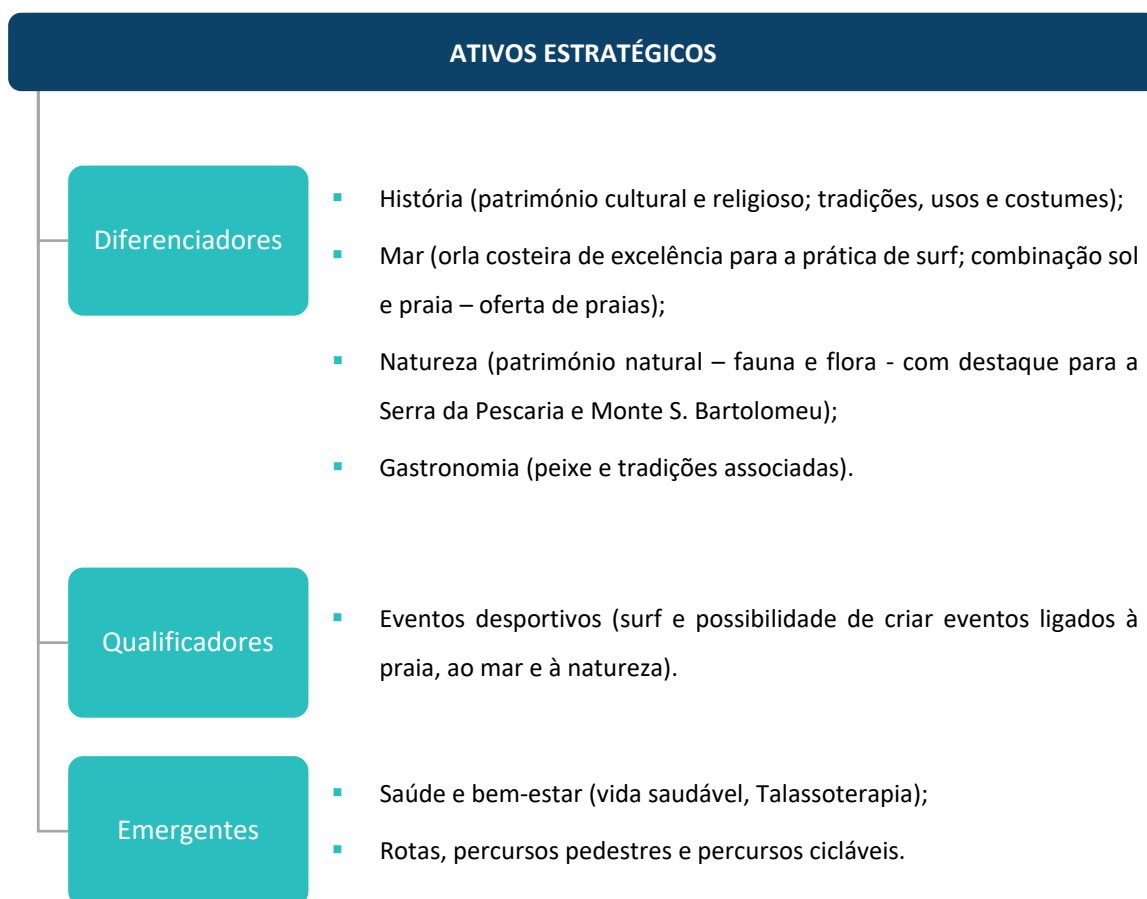 ATIVOS ESTRATÉGICOS
Diferenciadores
▪ História (património cultural e religioso; tradições, usos e costumes);
▪ Mar (orla costeira de excelência para a prática de surf; combinação sol
e praia – oferta de praias);
▪ Natureza (património natural – fauna e flora - com destaque para a
Serra da Pescaria e Monte S. Bartolomeu);
▪ Gastronomia (peixe e tradições associadas).
Qualificadores
▪ Eventos desportivos (surf e possibilidade de criar eventos ligados à
praia, ao mar e à natureza).
Emergentes
▪ Saúde e bem-estar (vida saudável, Talassoterapia);
▪ Rotas, percursos pedestres e percursos cicláveis.